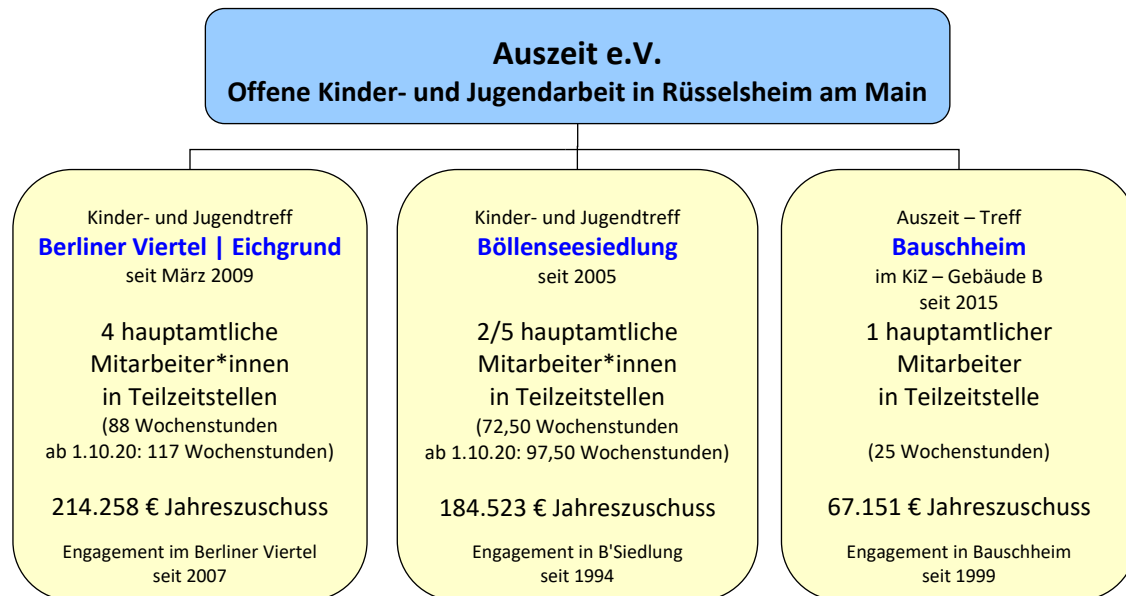 Auszeit e.V.
Offene Kinder- und Jugendarbeit in Rüsselsheim am Main
Kinder- und Jugendtreff
Berliner Viertel | Eichgrund
seit März 2009
4 hauptamtliche
Mitarbeiter*innen
in Teilzeitstellen
(88 Wochenstunden
ab 1.10.20: 117 Wochenstunden)
214.258 € Jahreszuschuss
Engagement im Berliner Viertel
seit 2007
Kinder- und Jugendtreff
Böllenseesiedlung
seit 2005
2/5 hauptamtliche
Mitarbeiter*innen
in Teilzeitstellen
(72,50 Wochenstunden
ab 1.10.20: 97,50 Wochenstunden)
184.523 € Jahreszuschuss
Engagement in B'Siedlung
seit 1994
Auszeit – Treff
Bauschheim
im KiZ – Gebäude B
seit 2015
1 hauptamtlicher
Mitarbeiter
in Teilzeitstelle
(25 Wochenstunden)
67.151 € Jahreszuschuss
Engagement in Bauschheim
seit 1999